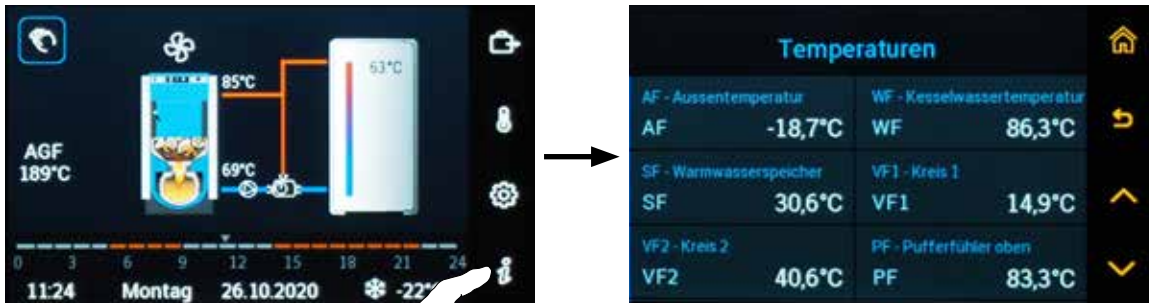 85°C
63°C
AGF
189°C
69°C
0 3 6 9 12 15 18 21 24
11:24 Montag 26.10.2020 -22°
i
Temperaturen
AF - Aussentemperatur WF - Kesselwassertemperatur
AF -18,7°C WF 86,3°C
SF - Warmwasserspeicher VF1 - Kreis 1
SF 30,6°C VF1 14,9°C
VF2 - Kreis 2 PF - Pufferfühler oben
VF2 40,6°C PF 83,3°C